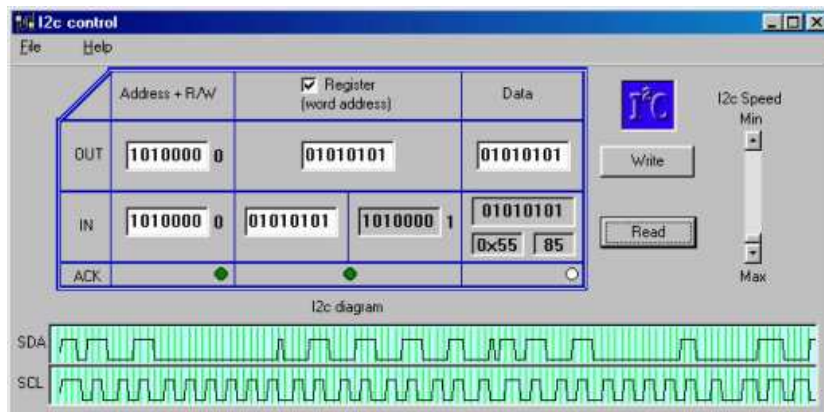 I2c control
File Help
Address + R/W Register (word address) Data
I²C
I2c Speed
Min
OUT 1010000 0 01010101 01010101
Write
IN 1010000 0 01010101 1010000 1 01010101
0x55 85
Read
ACK
Max
I2c diagram
SDA
SCL